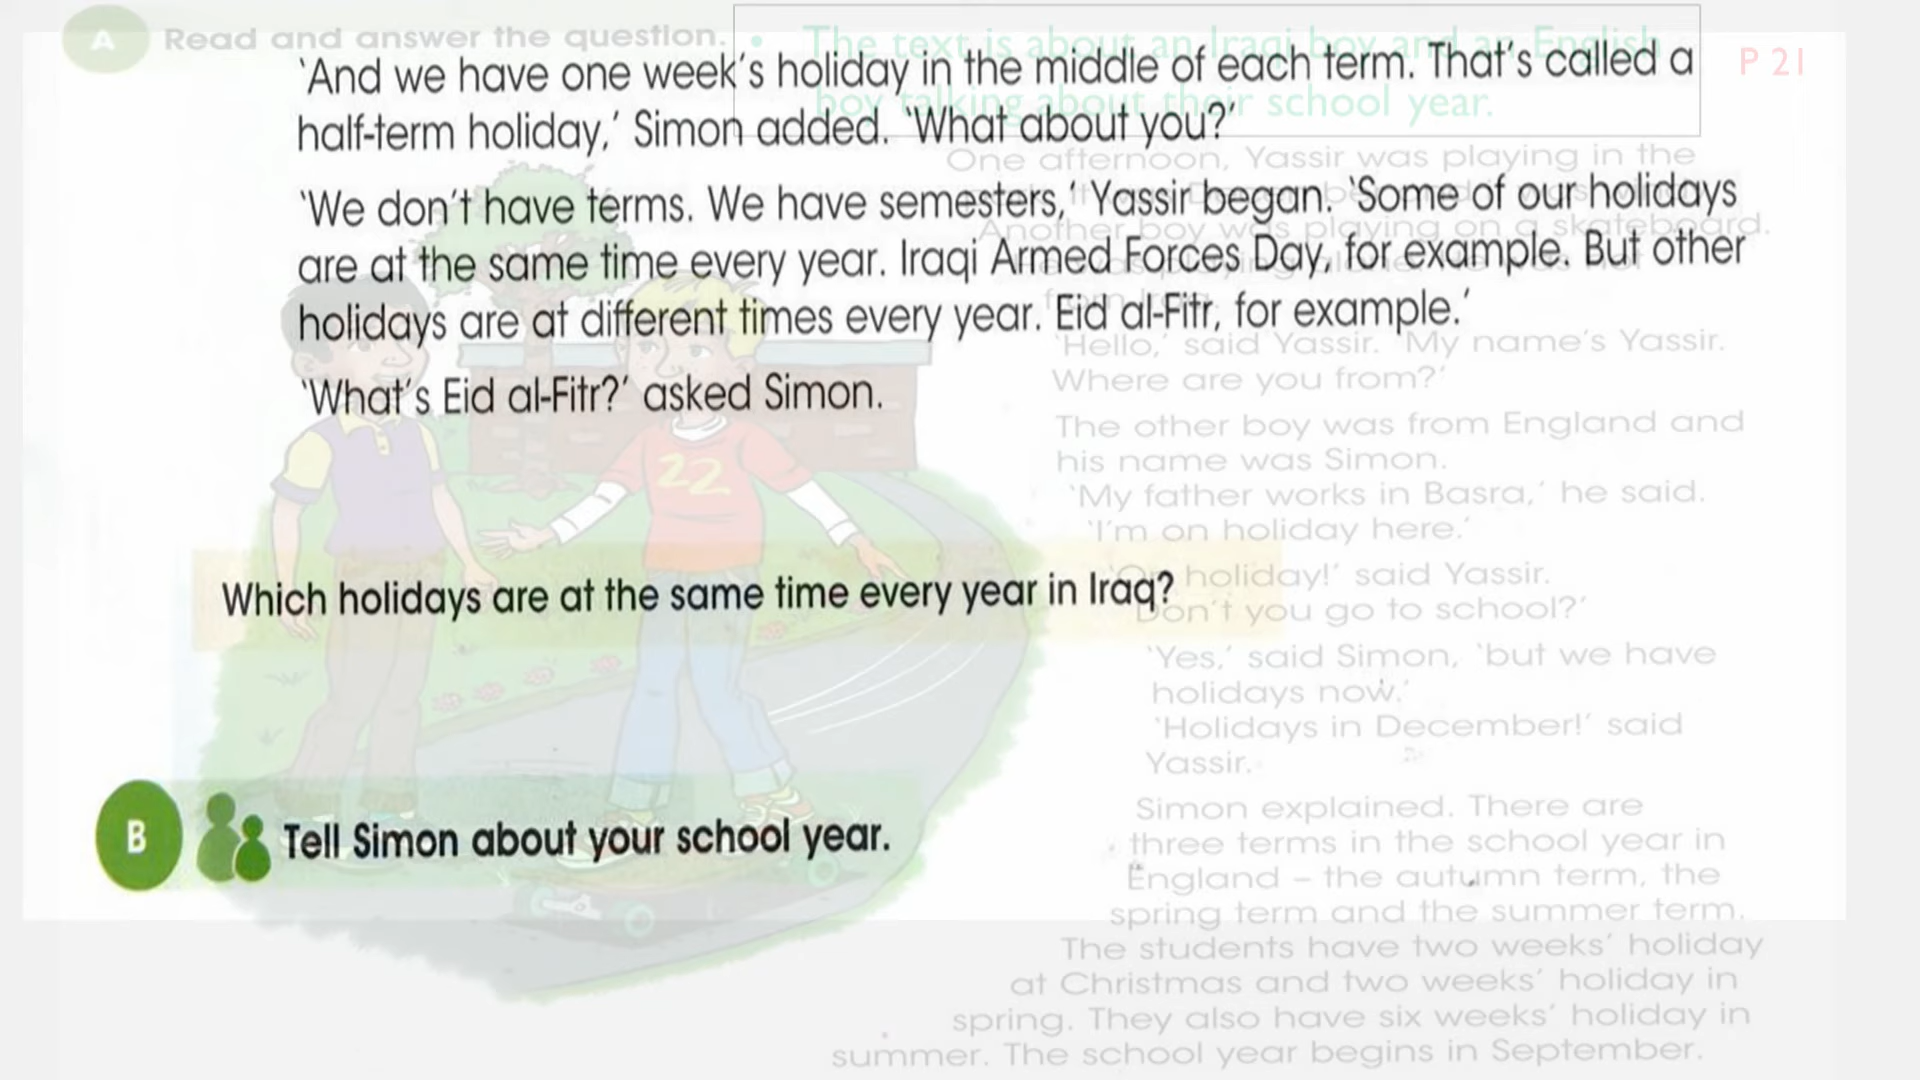 A Read and answer the question.
• The text is about an Iraqi boy and an English
boy talking about their school year.
P 21
'And we have one week's holiday in the middle of each term. That's called a
half-term holiday,' Simon added. 'What about you?'
'We don't have terms. We have semesters,' Yassir began. 'Some of our holidays
are at the same time every year. Iraqi Armed Forces Day, for example. But other
holidays are at different times every year. Eid al-Fitr, for example.'
'What's Eid al-Fitr?' asked Simon.
Which holidays are at the same time every year in Iraq?
B Tell Simon about your school year.
One afternoon, Yassir was playing in the
Another boy was playing on a skateboard.
was playing
from
'Hello,' said Yassir. 'My name's Yassir.
Where are you from?'
The other boy was from England and
his name was Simon.
'My father works in Basra,' he said.
'I'm on holiday here.'
holiday!' said Yassir.
Don't you go to school?'
'Yes,' said Simon, 'but we have
holidays now.'
'Holidays in December!' said
Yassir.
Simon explained. There are
three terms in the school year in
England – the autumn term, the
spring term and the summer term.
The students have two weeks' holiday
at Christmas and two weeks' holiday in
spring. They also have six weeks' holiday in
summer. The school year begins in September.
22